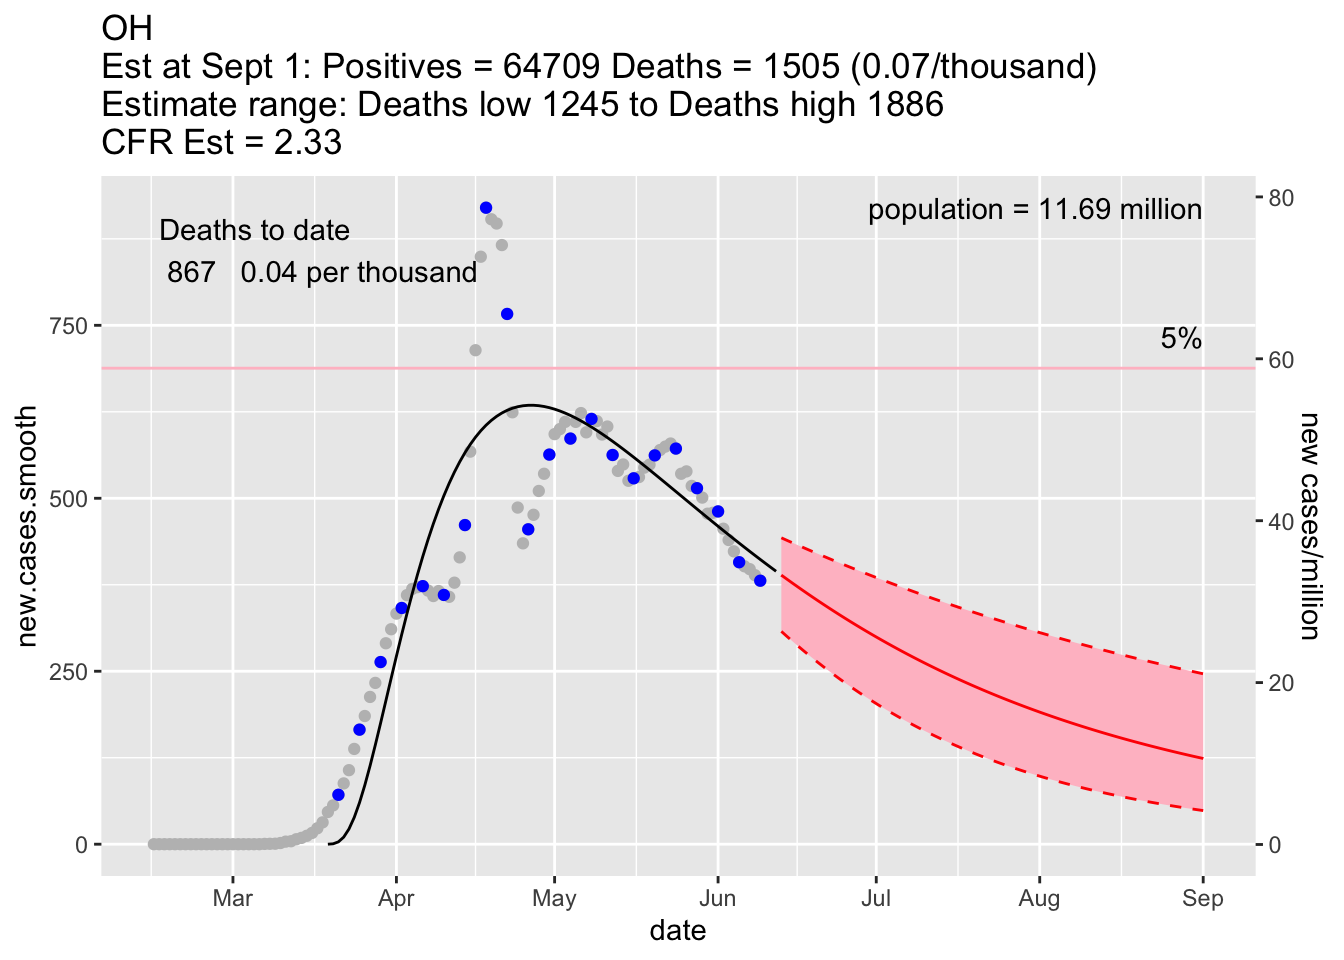 OH
Est at Sept 1: Positives = 64709 Deaths = 1505 (0.07/thousand)
Estimate range: Deaths low 1245 to Deaths high 1886
CFR Est = 2.33
Deaths to date
867 0.04 per thousand
population = 11.69 million
5%
750
500
250
0
new.cases.smooth
80
60
40
20
0
new cases/million
Mar Apr May Jun Jul Aug Sep
date